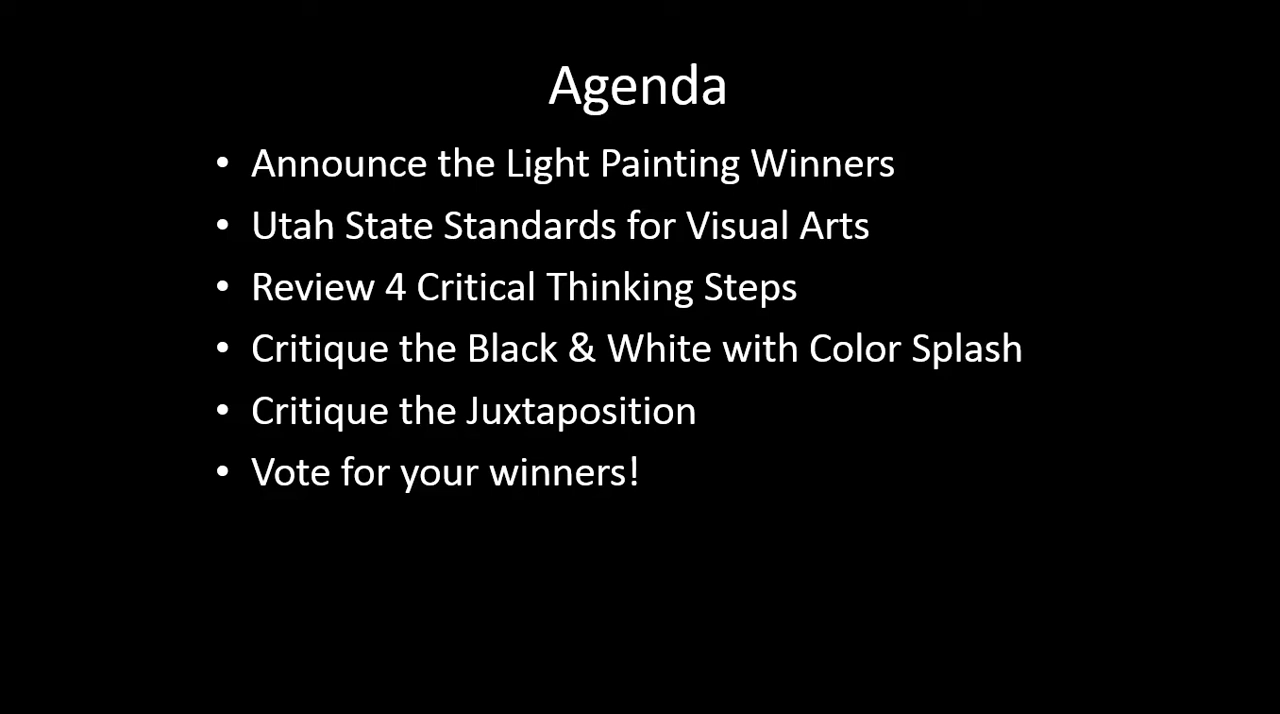 Agenda
• Announce the Light Painting Winners
• Utah State Standards for Visual Arts
• Review 4 Critical Thinking Steps
• Critique the Black & White with Color Splash
• Critique the Juxtaposition
• Vote for your winners!